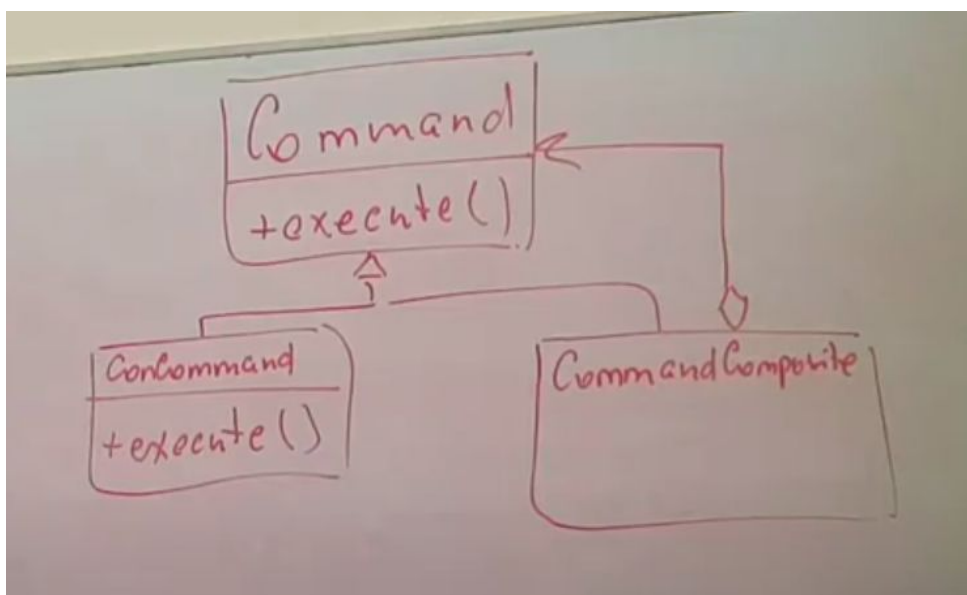 Command
+execute()
ConCommand
+execute()
CommandComposite